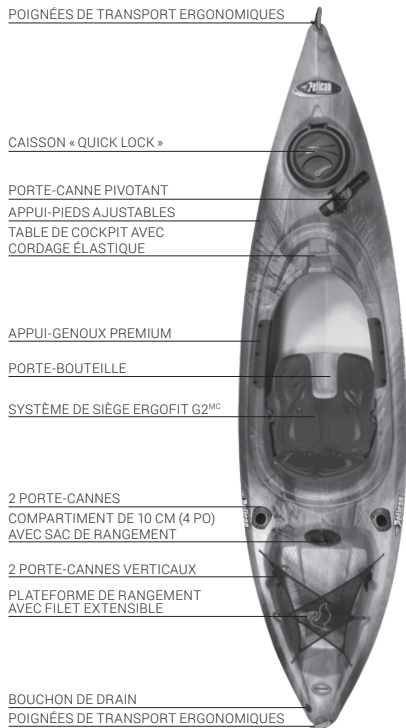 POIGNÉES DE TRANSPORT ERGONOMIQUES
Pelican
CAISSON « QUICK LOCK »
PORTE-CANNE PIVOTANT
APPUI-PIEDS AJUSTABLES
TABLE DE COCKPIT AVEC
CORDAGE ÉLASTIQUE
APPUI-GENOUX PREMIUM
PORTE-BOUTEILLE
SYSTÈME DE SIÈGE ERGOFIT G2ᴹᶜ
2 PORTE-CANNES
COMPARTIMENT DE 10 CM (4 PO)
AVEC SAC DE RANGEMENT
Pelican
2 PORTE-CANNES VERTICAUX
PLATEFORME DE RANGEMENT
AVEC FILET EXTENSIBLE
BOUCHON DE DRAIN
POIGNÉES DE TRANSPORT ERGONOMIQUES